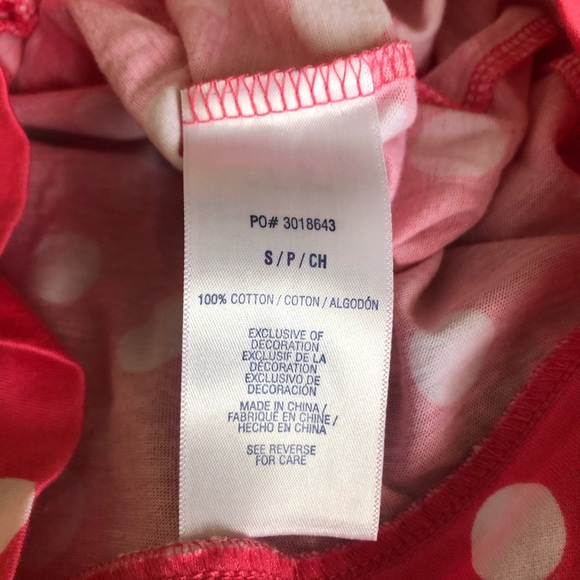 PO# 3018643
S / P / CH
100% COTTON / COTON / ALGODÓN
EXCLUSIVE OF
DECORATION
EXCLUSIF DE LA
DÉCORATION
EXCLUSIVO DE
DECORACIÓN
MADE IN CHINA /
FABRIQUÉ EN CHINE /
HECHO EN CHINA
SEE REVERSE
FOR CARE